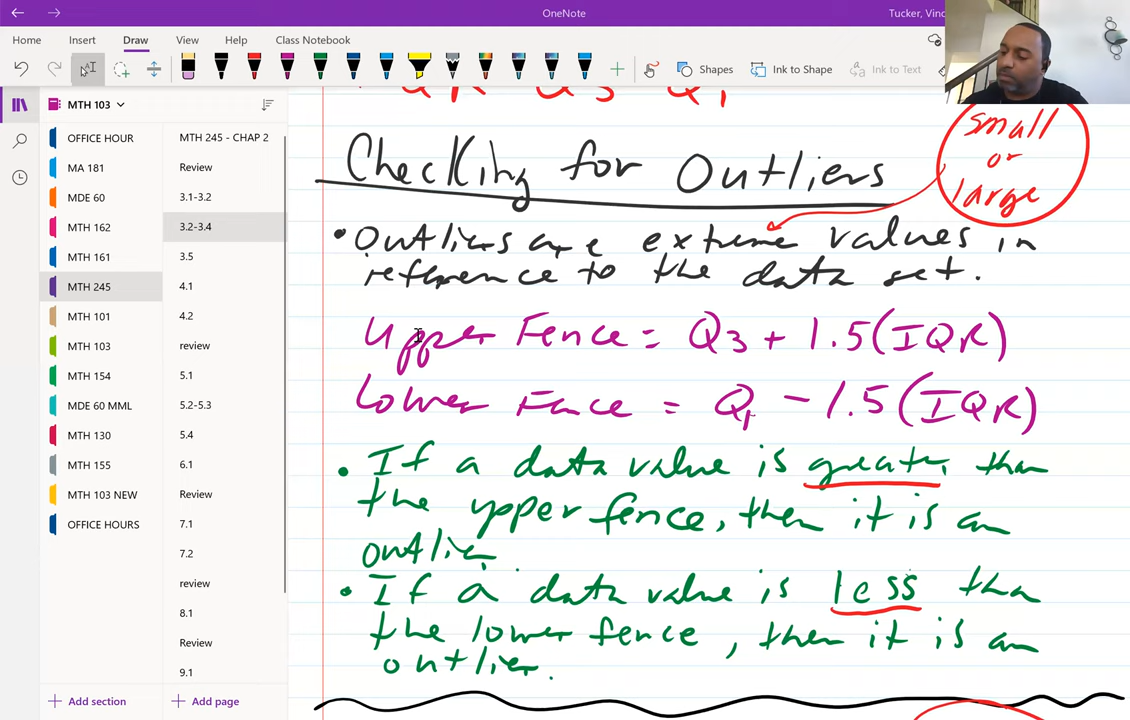 OneNote
Tucker, Vinc
Home
Insert
Draw
View
Help
Class Notebook
Shapes
Ink to Shape
Ink to Text
MTH 103
OFFICE HOUR
MA 181
MDE 60
MTH 162
MTH 161
MTH 245
MTH 101
MTH 103
MTH 154
MDE 60 MML
MTH 130
MTH 155
MTH 103 NEW
OFFICE HOURS
Add section
MTH 245 - CHAP 2
Review
3.1-3.2
3.2-3.4
3.5
4.1
4.2
review
5.1
5.2-5.3
5.4
6.1
Review
7.1
7.2
review
8.1
Review
9.1
Add page
small
or
large
Checking for Outliers
• Outliers are extreme values in
reference to the data set.
Upper Fence = Q3 + 1.5(IQR)
Lower Fence = Q1 - 1.5(IQR)
• If a data value is greater than
the upper fence, then it is an
outlier.
• If a data value is less than
the lower fence, then it is an
outlier.